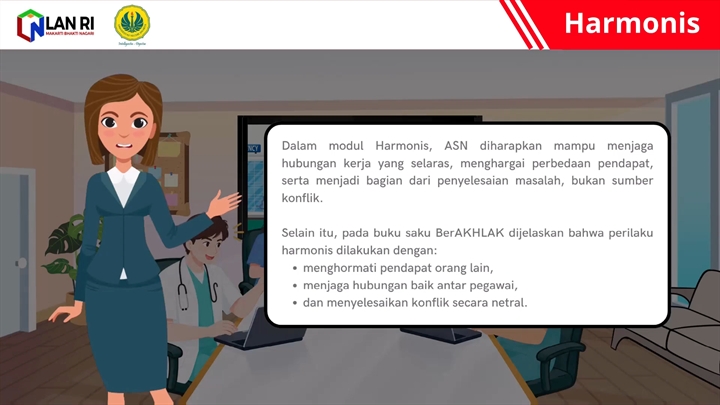 LAN RI
MAKARTI BHAKTI NAGARI
Harmonis
Dalam modul Harmonis, ASN diharapkan mampu menjaga
hubungan kerja yang selaras, menghargai perbedaan pendapat,
serta menjadi bagian dari penyelesaian masalah, bukan sumber
konflik.
Selain itu, pada buku saku BerAKHLAK dijelaskan bahwa perilaku
harmonis dilakukan dengan:
• menghormati pendapat orang lain,
• menjaga hubungan baik antar pegawai,
• dan menyelesaikan konflik secara netral.